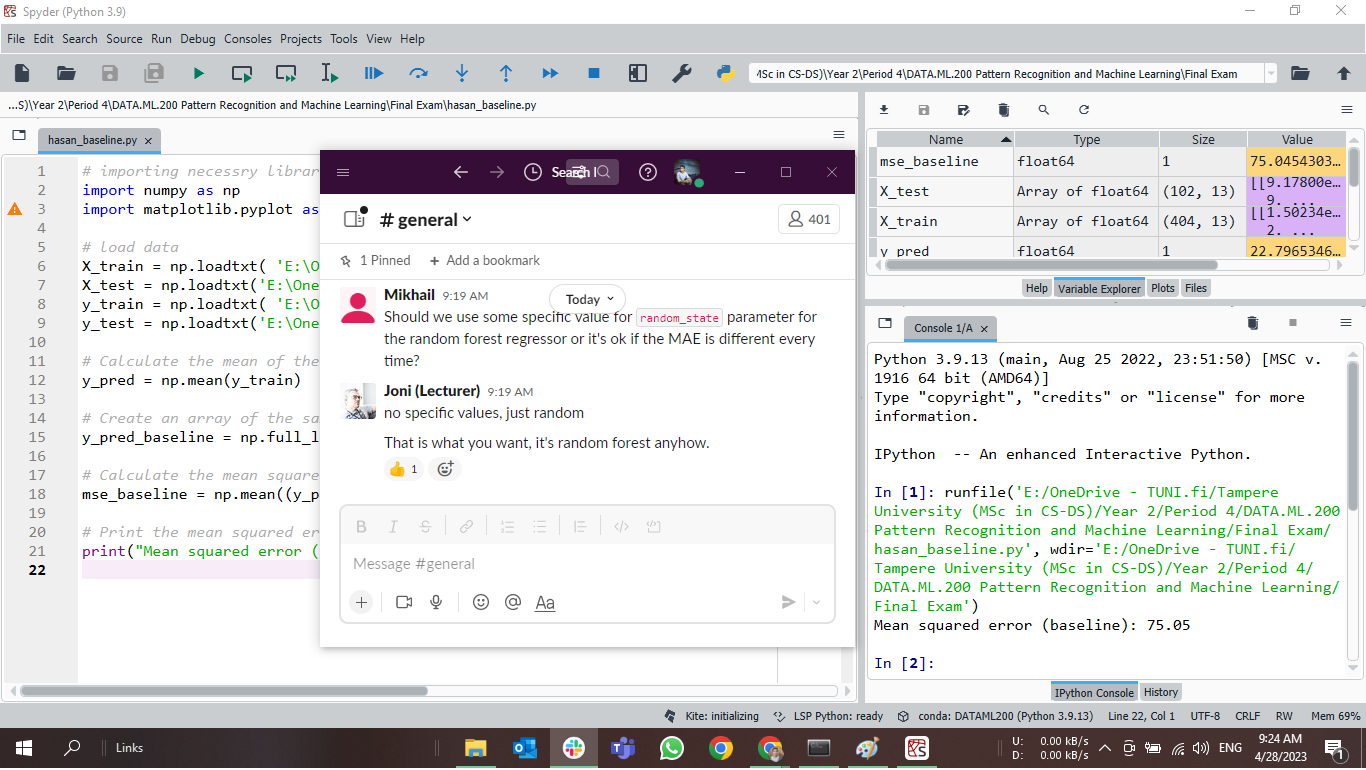 Spyder (Python 3.9)
File Edit Search Source Run Debug Consoles Projects Tools View Help
MSc in CS-DS)\Year 2\Period 4\DATA.ML.200 Pattern Recognition and Machine Learning\Final Exam
...S)\Year 2\Period 4\DATA.ML.200 Pattern Recognition and Machine Learning\Final Exam\hasan_baseline.py
hasan_baseline.py
1 # importing necessry librar
2 import numpy as np
3 import matplotlib.pyplot as
4
5 # load data
6 X_train = np.loadtxt( 'E:\O
7 X_test = np.loadtxt('E:\One
8 y_train = np.loadtxt( 'E:\O
9 y_test = np.loadtxt('E:\One
10
11 # Calculate the mean of the
12 y_pred = np.mean(y_train)
13
14 # Create an array of the sa
15 y_pred_baseline = np.full_l
16
17 # Calculate the mean square
18 mse_baseline = np.mean((y_p
19
20 # Print the mean squared er
21 print("Mean squared error (
22
Search
# general
401
1 Pinned + Add a bookmark
Today
Mikhail 9:19 AM
Should we use some specific value for random_state parameter for
the random forest regressor or it's ok if the MAE is different every
time?
Joni (Lecturer) 9:19 AM
no specific values, just random
That is what you want, it's random forest anyhow.
1
B I S
Message #general
Aa
Name Type Size Value
mse_baseline float64 1 75.0454303...
X_test Array of float64 (102, 13) [[9.17800e...
9. ...
X_train Array of float64 (404, 13) [[1.50234e...
2. ...
y_pred float64 1 22.7965346...
Help Variable Explorer Plots Files
Console 1/A
Python 3.9.13 (main, Aug 25 2022, 23:51:50) [MSC v.
1916 64 bit (AMD64)]
Type "copyright", "credits" or "license" for more
information.
IPython -- An enhanced Interactive Python.
In [1]: runfile('E:/OneDrive - TUNI.fi/Tampere
University (MSc in CS-DS)/Year 2/Period 4/DATA.ML.200
Pattern Recognition and Machine Learning/Final Exam/
hasan_baseline.py', wdir='E:/OneDrive - TUNI.fi/
Tampere University (MSc in CS-DS)/Year 2/Period 4/
DATA.ML.200 Pattern Recognition and Machine Learning/
Final Exam')
Mean squared error (baseline): 75.05
In [2]:
IPython Console History
Kite: initializing LSP Python: ready conda: DATAML200 (Python 3.9.13) Line 22, Col 1 UTF-8 CRLF RW Mem 69%
Links
U: 0.00 kB/s
D: 0.00 kB/s
ENG
9:24 AM
4/28/2023
1